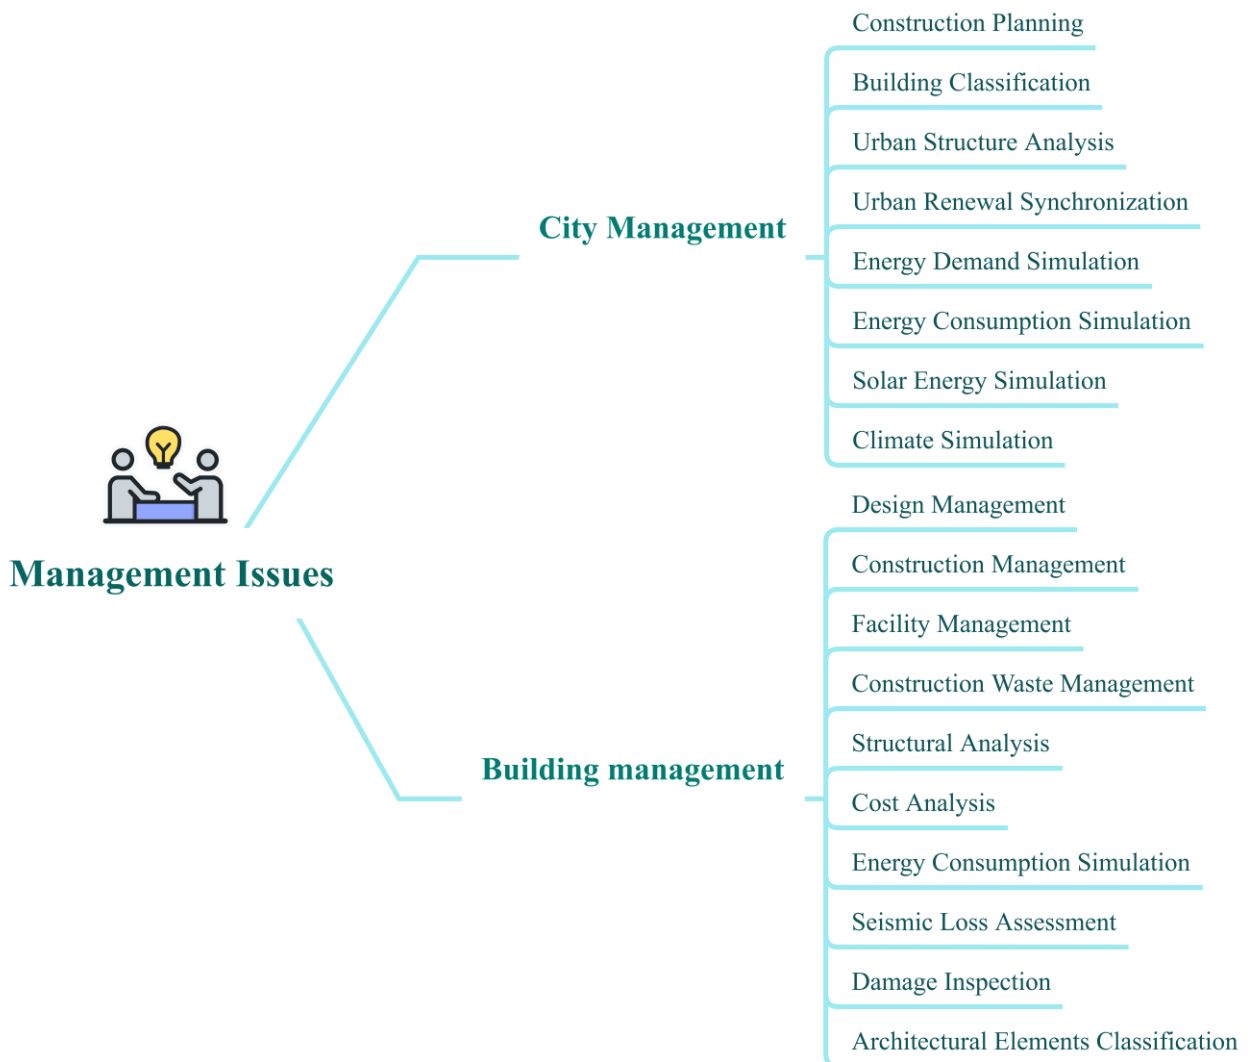 Management Issues
City Management
Construction Planning
Building Classification
Urban Structure Analysis
Urban Renewal Synchronization
Energy Demand Simulation
Energy Consumption Simulation
Solar Energy Simulation
Climate Simulation
Building management
Design Management
Construction Management
Facility Management
Construction Waste Management
Structural Analysis
Cost Analysis
Energy Consumption Simulation
Seismic Loss Assessment
Damage Inspection
Architectural Elements Classification